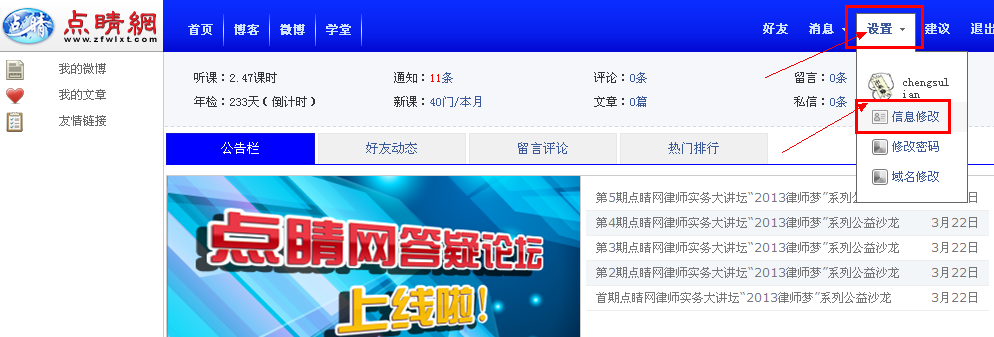 点睛 点睛網
www.zfwlxt.com
首页 博客 微博 学堂 好友 消息 设置 建议 退出
我的微博
我的文章
友情链接
听课：2.47课时 通知：11条 评论：0条 留言：0条
年检：233天（倒计时） 新课：40门/本月 文章：0篇 私信：0条
chengsul
ian
信息修改
修改密码
域名修改
公告栏 好友动态 留言评论 热门排行
点睛网答疑论坛
上线啦!
第5期点睛网律师实务大讲坛“2013律师梦”系列公 日
第4期点睛网律师实务大讲坛“2013律师梦”系列公益沙龙 3月22日
第3期点睛网律师实务大讲坛“2013律师梦”系列公益沙龙 3月22日
第2期点睛网律师实务大讲坛“2013律师梦”系列公益沙龙 3月22日
首期点睛网律师实务大讲坛“2013律师梦”系列公益沙龙 3月22日